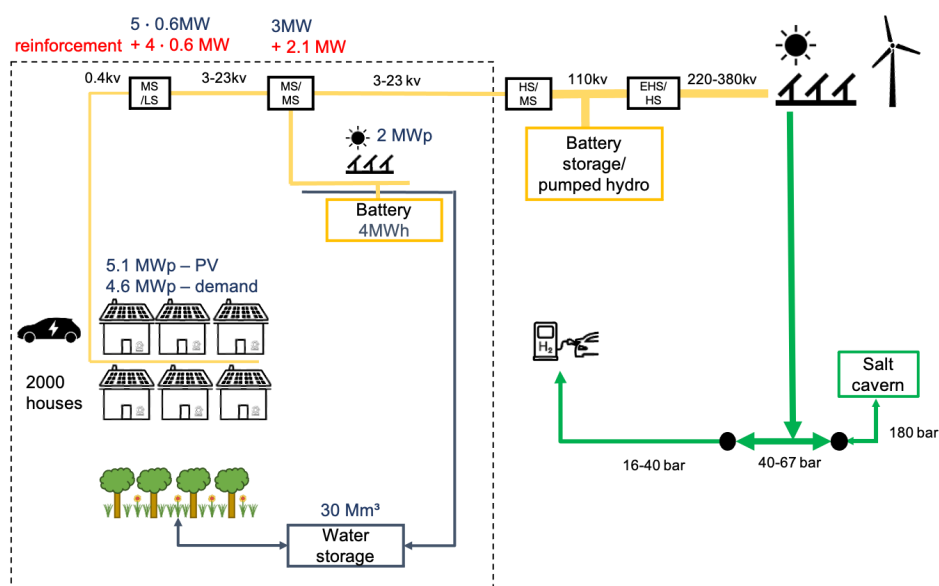 5 · 0.6MW
3MW
reinforcement + 4 · 0.6 MW
+ 2.1 MW
0.4kv
MS
/LS
3-23kv
MS/
MS
3-23 kv
HS/
MS
110kv
EHS/
HS
220-380kv
2 MWp
Battery
storage/
pumped hydro
Battery
4MWh
5.1 MWp – PV
4.6 MWp – demand
H2
2000
houses
Salt
cavern
180 bar
16-40 bar
40-67 bar
30 Mm³
Water
storage